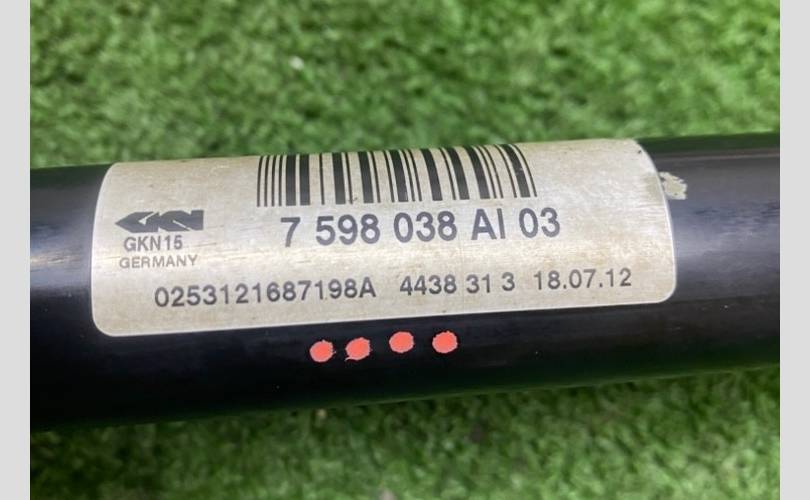 GKN
7 598 038 AI 03
GKN15
GERMANY
0253121687198A 4438 31 3 18.07.12